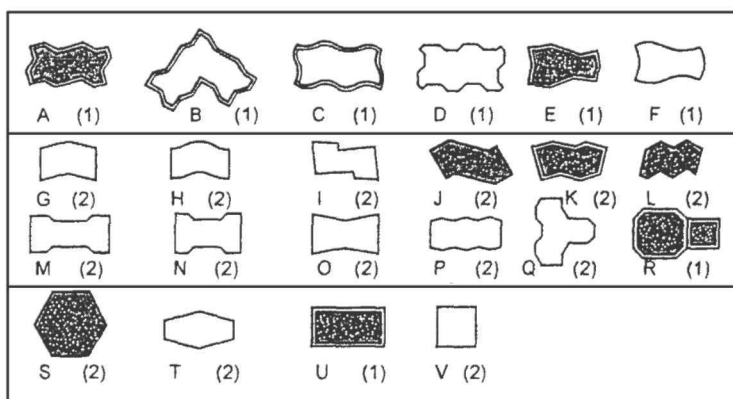 A (1) B (1) C (1) D (1) E (1) F (1)
G (2) H (2) I (2) J (2) K (2) L (2)
M (2) N (2) O (2) P (2) Q (2) R (1)
S (2) T (2) U (1) V (2)